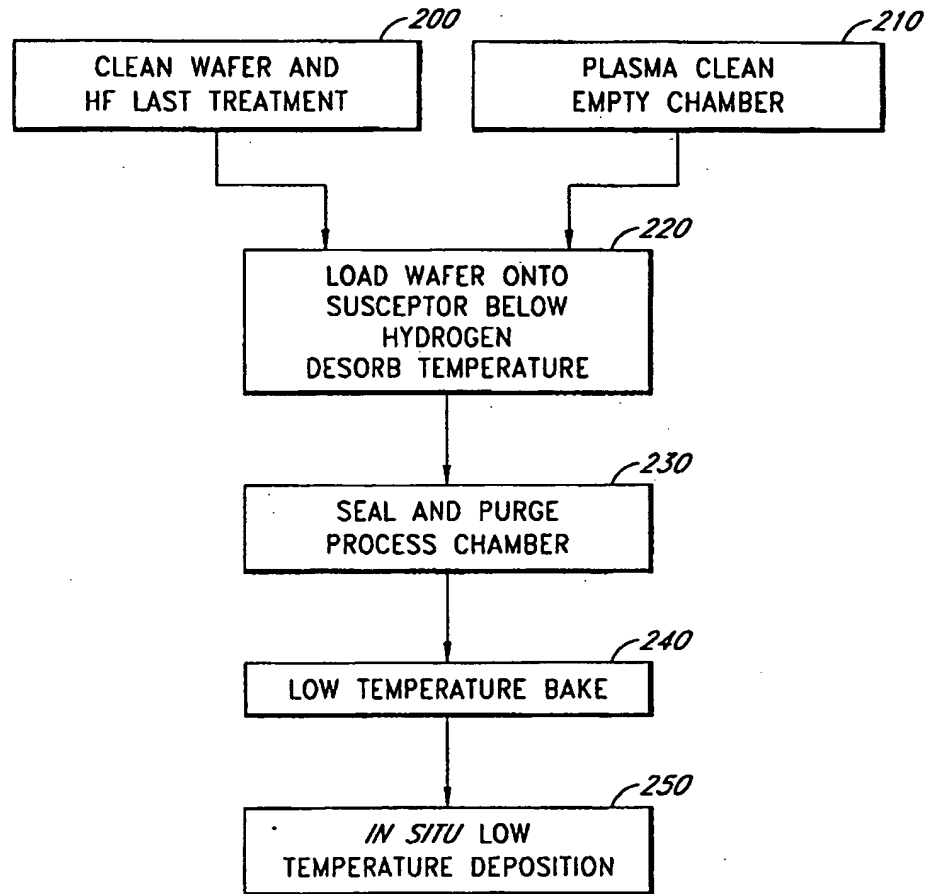 200
CLEAN WAFER AND
HF LAST TREATMENT
210
PLASMA CLEAN
EMPTY CHAMBER
220
LOAD WAFER ONTO
SUSCEPTOR BELOW
HYDROGEN
DESORB TEMPERATURE
230
SEAL AND PURGE
PROCESS CHAMBER
240
LOW TEMPERATURE BAKE
250
IN SITU LOW
TEMPERATURE DEPOSITION